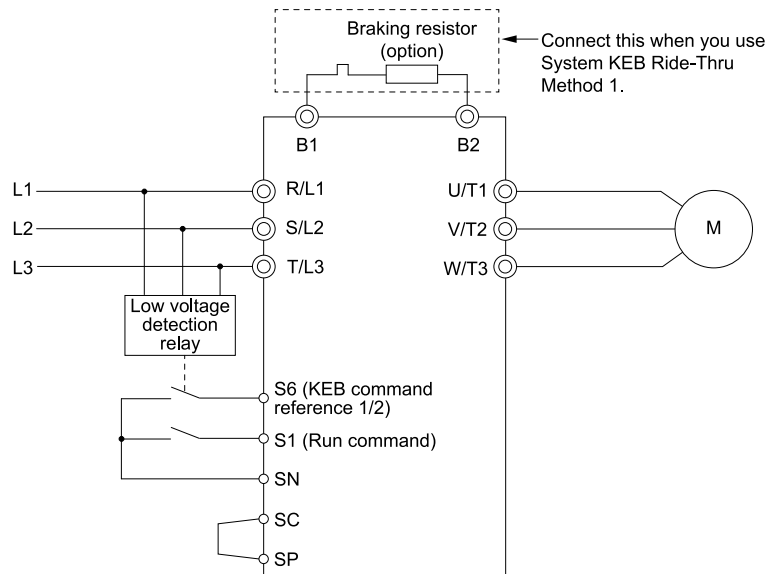 Braking resistor
(option)
Connect this when you use
System KEB Ride-Thru
Method 1.
B1
B2
L1
R/L1
U/T1
L2
S/L2
V/T2
M
L3
T/L3
W/T3
Low voltage
detection
relay
S6 (KEB command
reference 1/2)
S1 (Run command)
SN
SC
SP